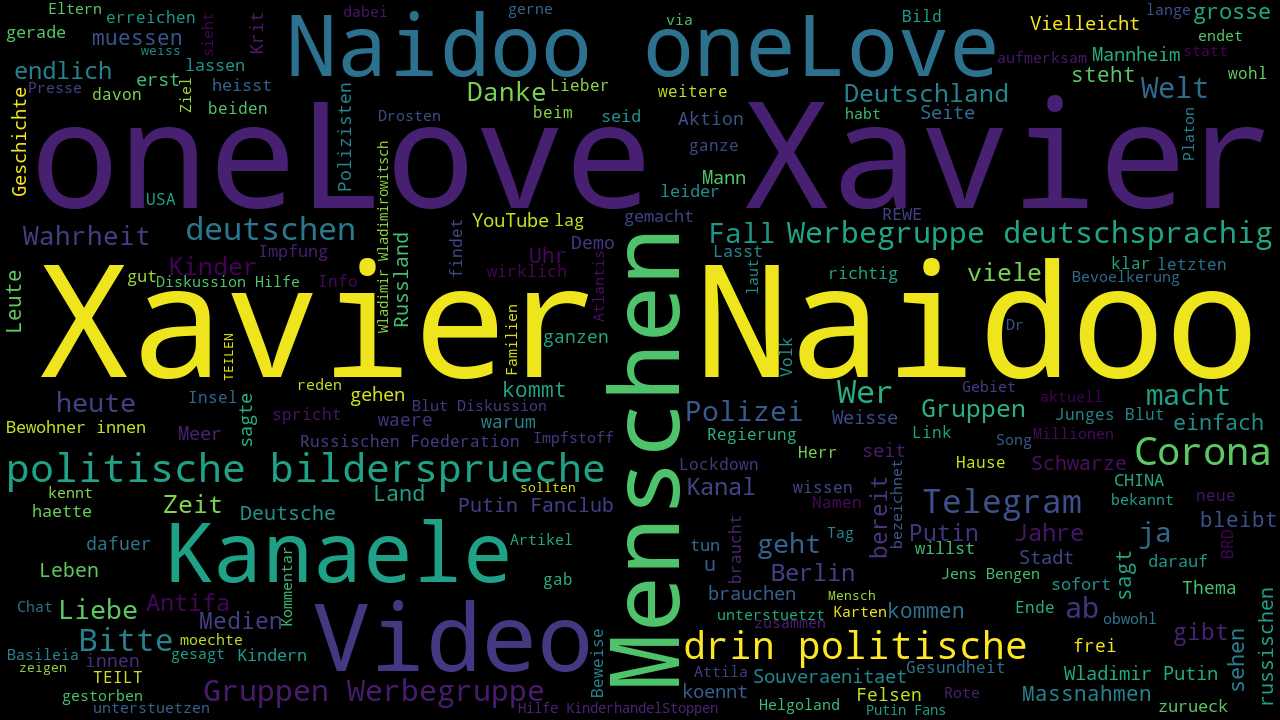 Eltern
dabei
gerne
via
Bild
lange
grosse
gerade
erreichen
muessen
weiss
sieht
Krit
Naidoo oneLove
Vielleicht
aufmerksam
Mannheim
statt
endet
endlich
Presse
davon
erst
Ziel
lassen
heisst
beiden
Polizisten
Danke
Lieber
beim
seid
weitere
Aktion
Deutschland
habt
Seite
steht
Welt
wohl
Geschichte
Drosten
ganze
Platon
oneLove Xavier
USA
Mann
leider
Wahrheit
deutschen
Impfung
Wladimir Wladimirowitsch
Russland
findet
YouTube
lag
gemacht
REWE
Demo
Uhr
wirklich
Atlantis
Fall
Werbegruppe deutschsprachig
Lasst
laut
richtig
viele
klar
letzten
Bevoelkerung
Leute
gut
Kinder
Diskussion Hilfe
Info
Xavier Naidoo
TEILEN
Familien
ganzen
Menschen
Volk
Dr
heute
Insel
reden
gehen
kommt
Wer
Gebiet
aktuell
macht
Bewohner innen
Meer
sagte
spricht
waere
Blut Diskussion
warum
Polizei
Weisse
Gruppen
Junges Blut
einfach
Russischen Foederation
Impfstoff
Regierung
Herr
seit
Link
Song
Millionen
Corona
politische bildersprueche
Lockdown
Hause
Schwarze
kennt
haette
Zeit
Deutsche
Land
Putin Fanclub
sollten
Kanal
wissen
Namen
bereit
bezeichnet
Telegram
CHINA
bekannt
neue
dafuer
Kanaele
Artikel
tun
u
braucht
geht
Tag
Putin
willst
Jahre
ja
bleibt
BRD
Leben
Kommentar
gab
Berlin
Jens Bengen
Stadt
sagt
darauf
Chat
Liebe
Antifa
Medien
Video
brauchen
Mensch
unterstuetzt
zusammen
Karten
kommen
sofort
Ende
ab
obwohl
Thema
Bitte
moechte
Basileia
innen
gesagt
Kindern
drin politische
frei
gibt
sehen
russischen
zeigen
TEILT
Beweise
Attila
Souveraenitaet
Gesundheit
Wladimir Putin
gestorben
unterstuetzen
Gruppen Werbegruppe
Hilfe KinderhandelStoppen
koennt
Helgoland
Felsen
Putin Fans
Rote
Massnahmen
zurueck